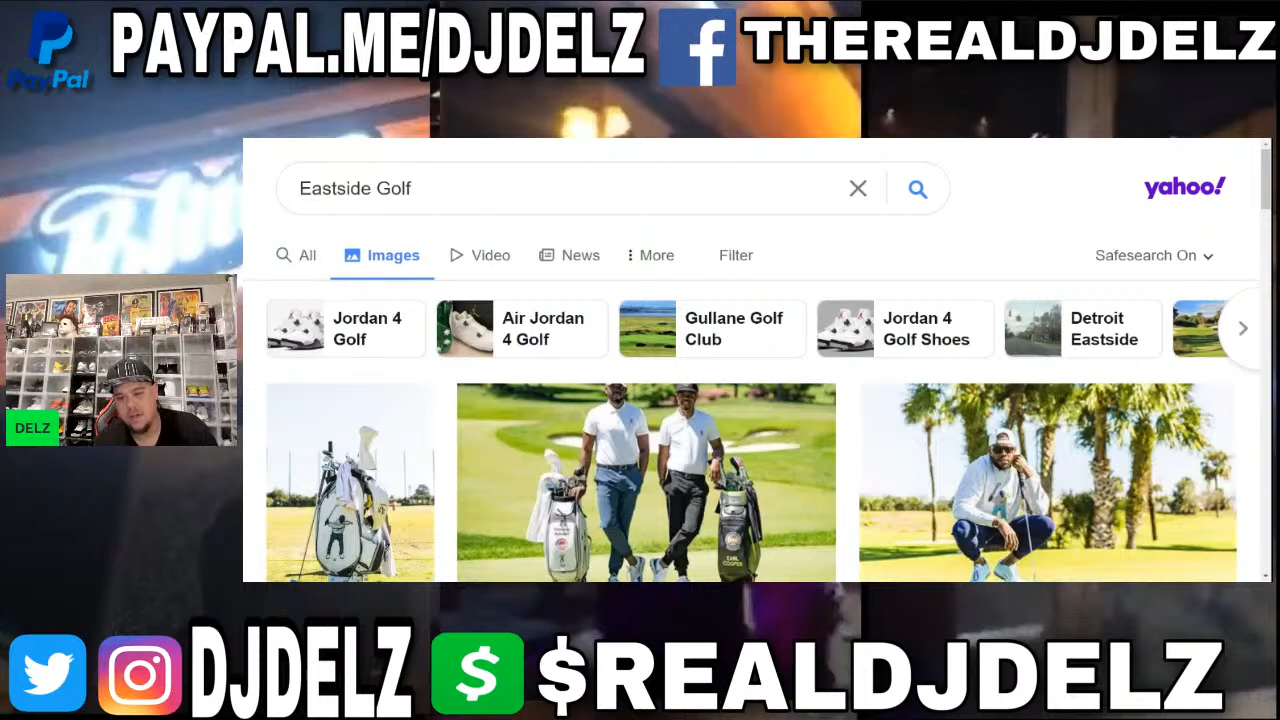 PayPal
PAYPAL.ME/DJDELZ
THEREALDJDELZ
Eastside Golf
yahoo!
All
Images
Video
News
More
Filter
Safesearch On
Jordan 4
Golf
Air Jordan
4 Golf
Gullane Golf
Club
Jordan 4
Golf Shoes
Detroit
Eastside
EARL
COOPER
DELZ
DJDELZ
$
$REALDJDELZ